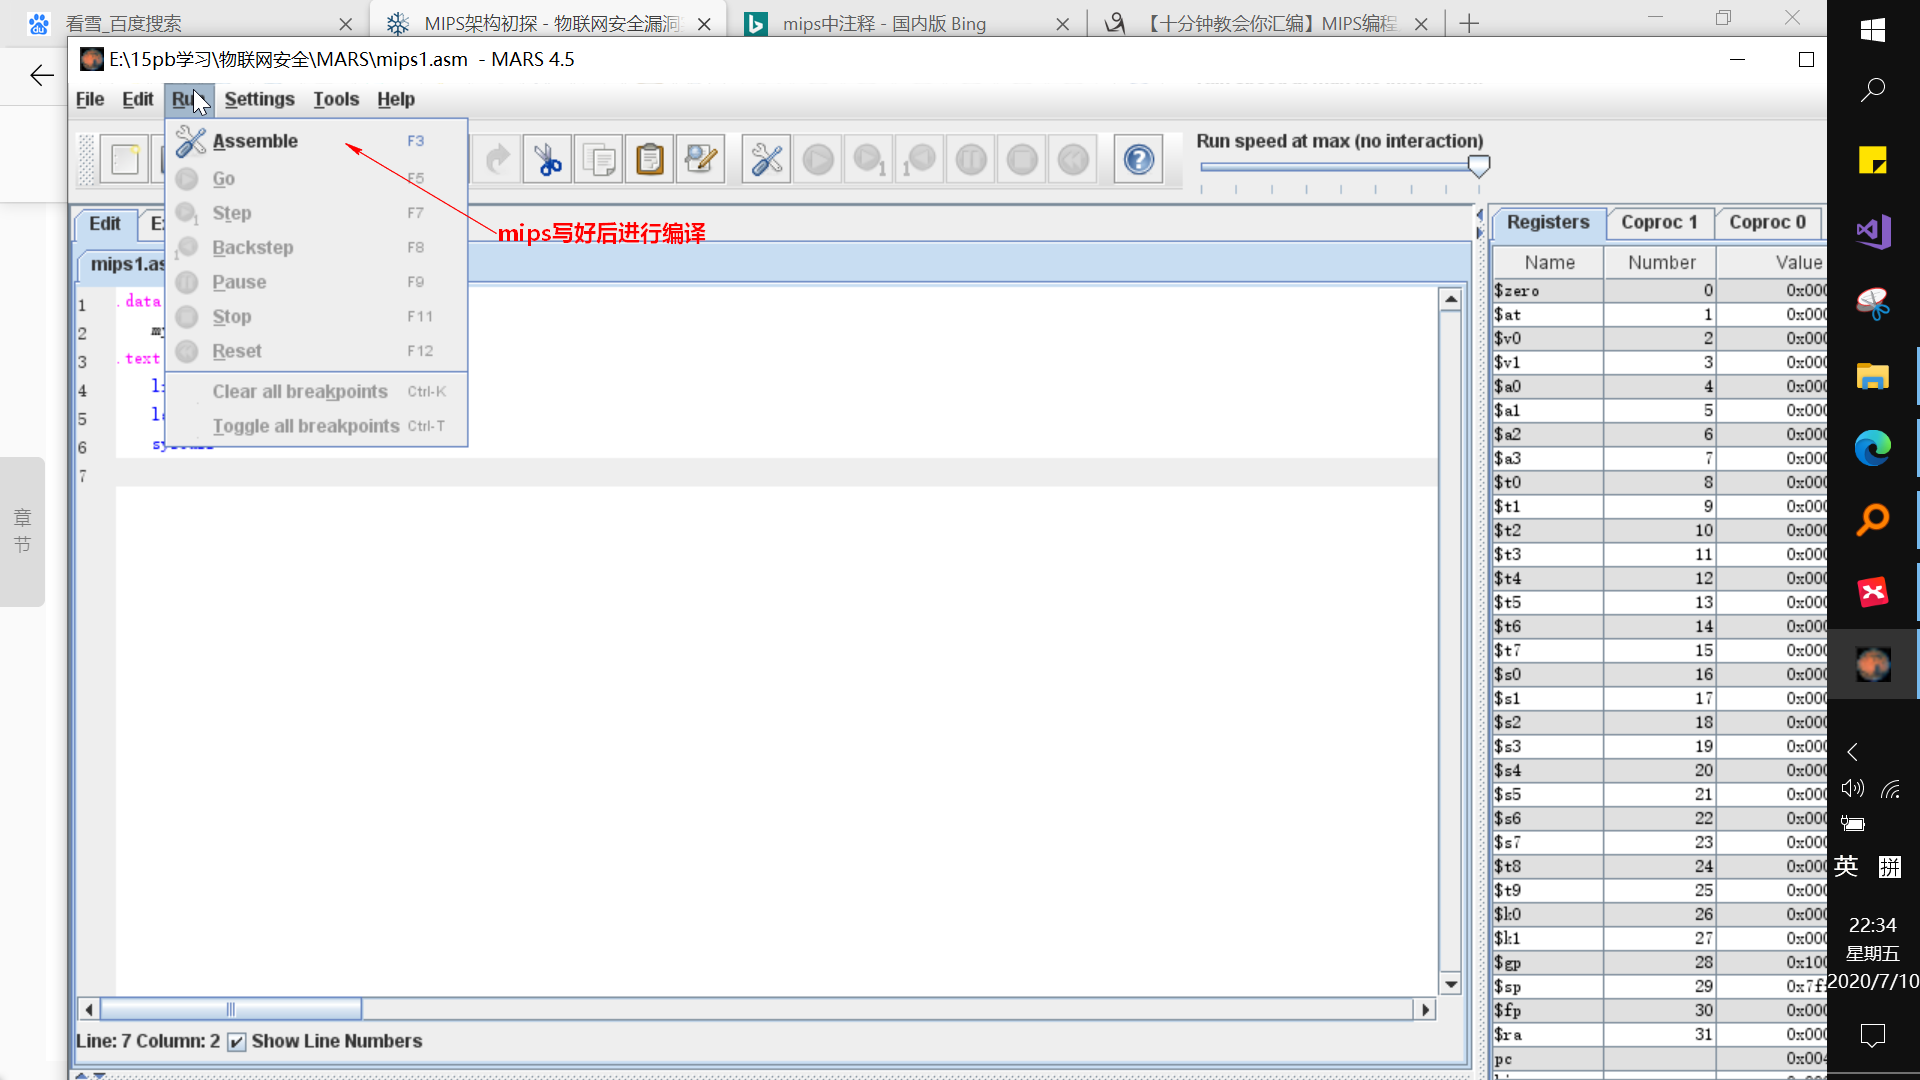 看雪_百度搜索
MIPS架构初探 - 物联网安全漏洞
mips中注释 - 国内版 Bing
【十分钟教会你汇编】MIPS编程
E:\15pb学习\物联网安全\MARS\mips1.asm - MARS 4.5
File Edit Run Settings Tools Help
Assemble F3
Go F5
Step F7
Backstep F8
Pause F9
Stop F11
Reset F12
Clear all breakpoints Ctrl-K
Toggle all breakpoints Ctrl-T
Run speed at max (no interaction)
mips写好后进行编译
Edit
mips1.as
1 .data
2 my
3 .text
4 li
5 la
6 syscall
7
Line: 7 Column: 2 Show Line Numbers
章
节
Registers Coproc 1 Coproc 0
Name Number Value
$zero 0 0x000
$at 1 0x000
$v0 2 0x000
$v1 3 0x000
$a0 4 0x000
$a1 5 0x000
$a2 6 0x000
$a3 7 0x000
$t0 8 0x000
$t1 9 0x000
$t2 10 0x000
$t3 11 0x000
$t4 12 0x000
$t5 13 0x000
$t6 14 0x000
$t7 15 0x000
$s0 16 0x000
$s1 17 0x000
$s2 18 0x000
$s3 19 0x000
$s4 20 0x000
$s5 21 0x000
$s6 22 0x000
$s7 23 0x000
$t8 24 0x000
$t9 25 0x000
$k0 26 0x000
$k1 27 0x000
$gp 28 0x100
$sp 29 0x7ff
$fp 30 0x000
$ra 31 0x000
pc 0x004
英 拼
22:34
星期五
2020/7/10